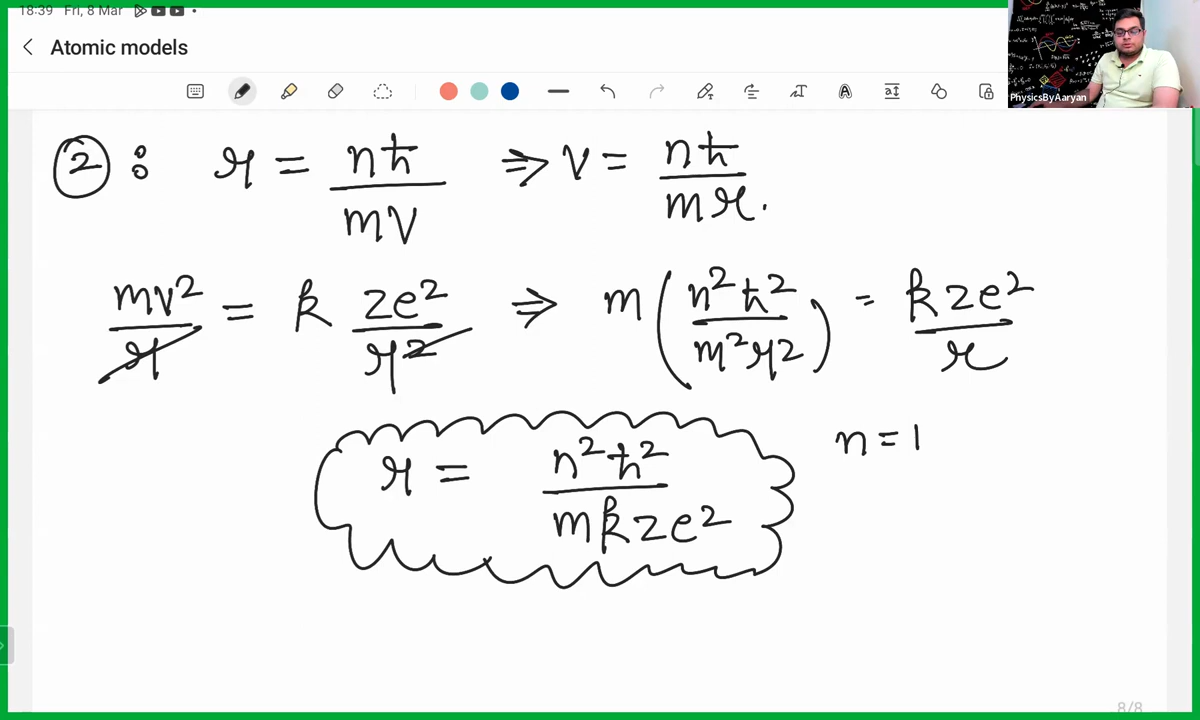 18:39 Fri, 8 Mar
Atomic models
PhysicsByAaryan
② : r = nħ/mv ⇒ v = nħ/mr.
mv²/r = k ze²/r² ⇒ m(n²ħ²/m²r²) = kze²/r
r = n²ħ²/mkze² n = 1
8/8